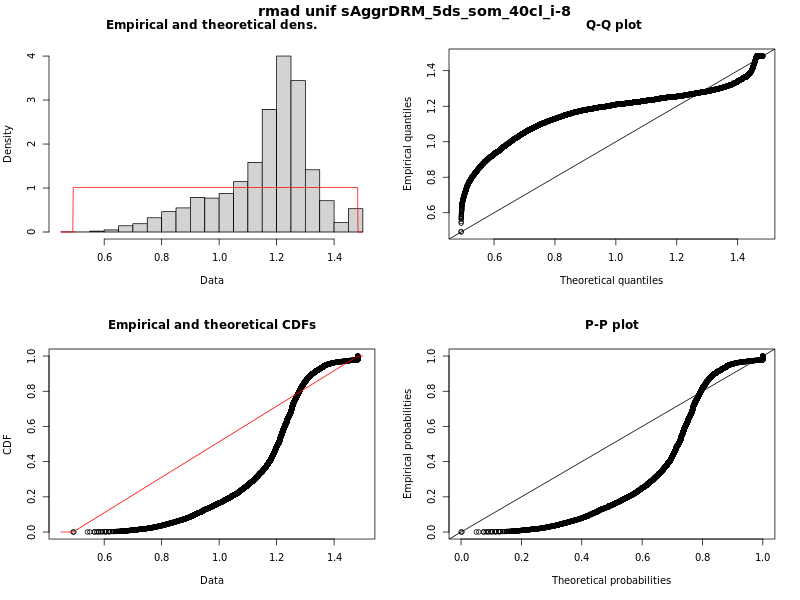 rmad unif sAggrDRM_5ds_som_40cl_i-8
Empirical and theoretical dens.
Density
0 1 2 3 4
0.6 0.8 1.0 1.2 1.4
Data
Q-Q plot
Empirical quantiles
0.6 0.8 1.0 1.2 1.4
0.6 0.8 1.0 1.2 1.4
Theoretical quantiles
Empirical and theoretical CDFs
CDF
0.0 0.2 0.4 0.6 0.8 1.0
0.6 0.8 1.0 1.2 1.4
Data
P-P plot
Empirical probabilities
0.0 0.2 0.4 0.6 0.8 1.0
0.0 0.2 0.4 0.6 0.8 1.0
Theoretical probabilities